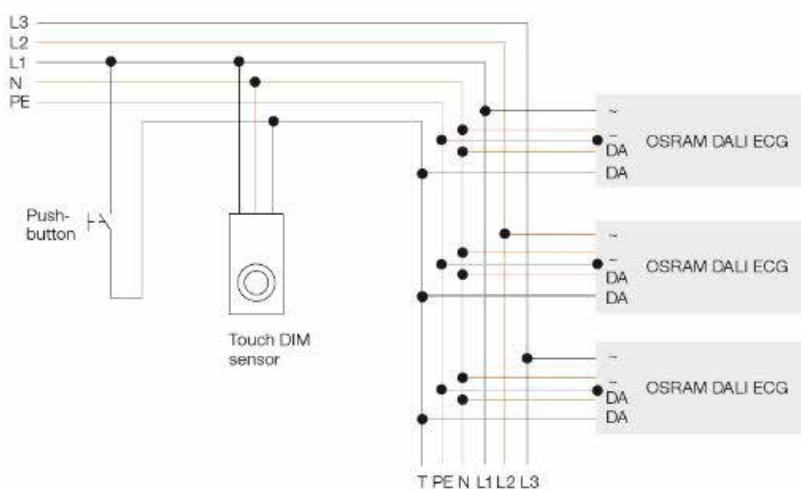 L3
L2
L1
N
PE
Push-
button
Touch DIM
sensor
~
~
DA
DA
OSRAM DALI ECG
~
~
DA
DA
OSRAM DALI ECG
~
~
DA
DA
OSRAM DALI ECG
T PE N L1 L2 L3